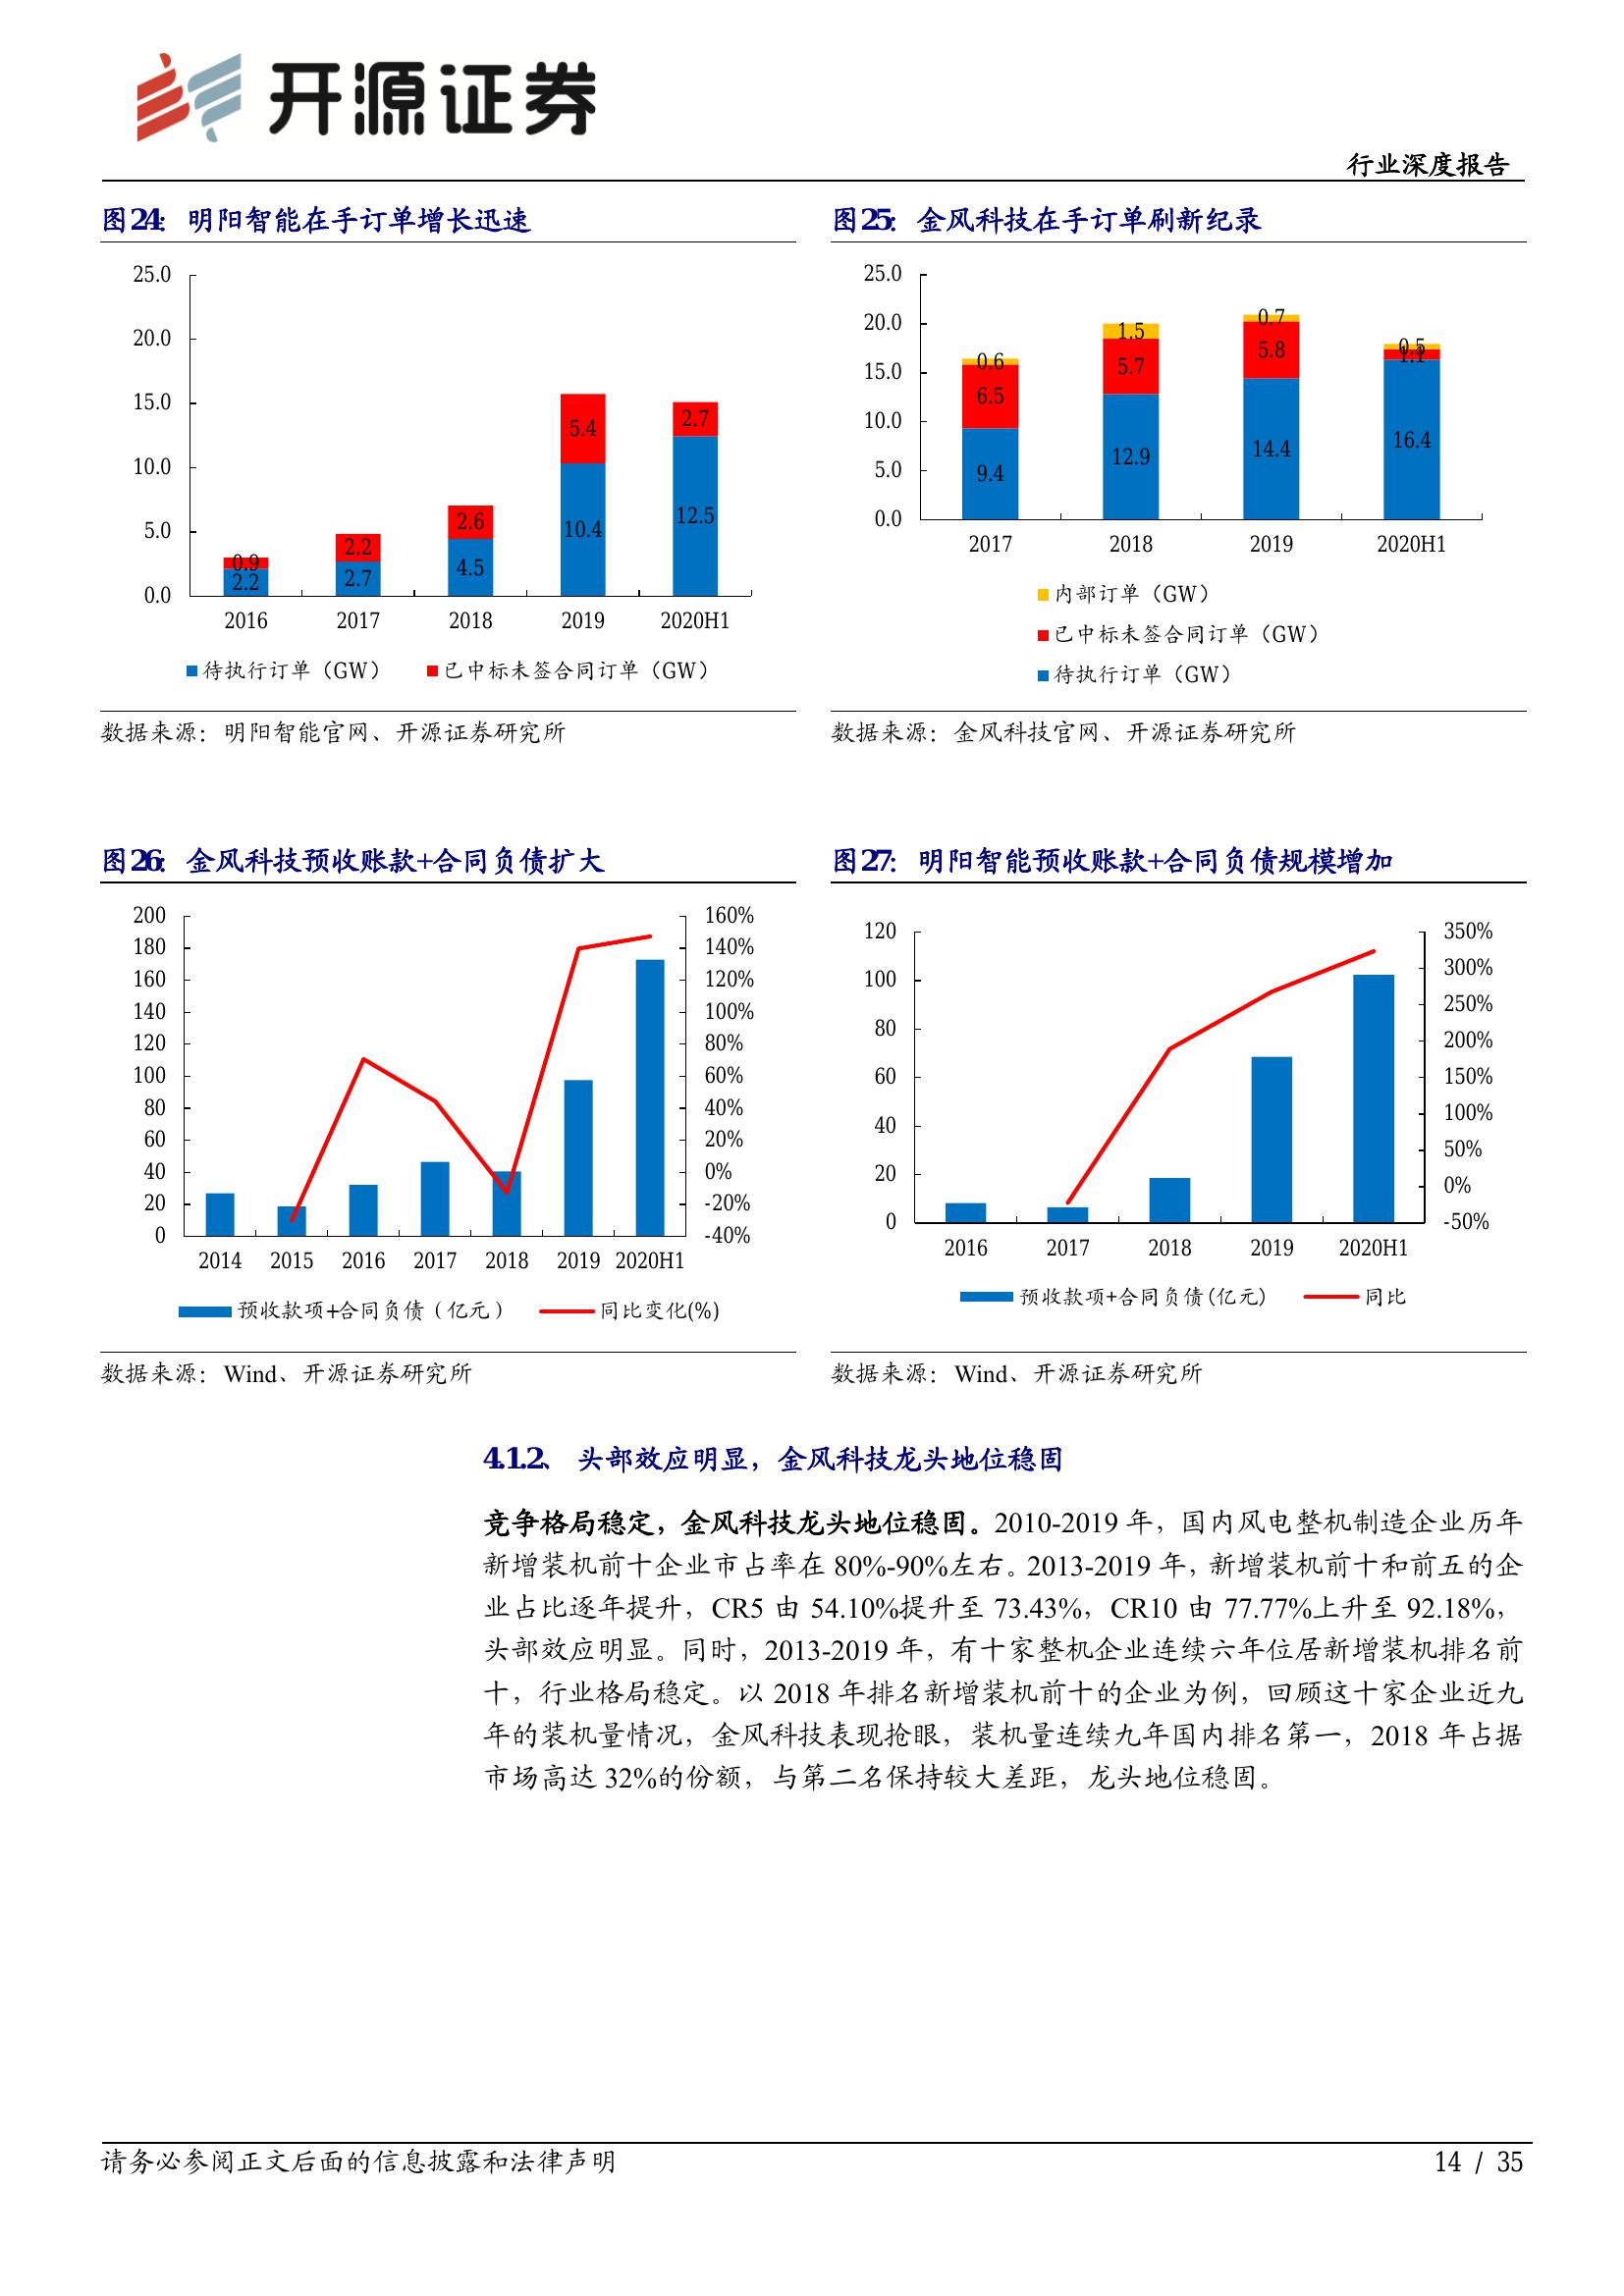 开源证券
行业深度报告
图24: 明阳智能在手订单增长迅速
25.0
20.0
15.0
10.0
5.0
0.0
0.9
2.2
2.2
2.7
2.6
4.5
5.4
10.4
2.7
12.5
2016 2017 2018 2019 2020H1
待执行订单（GW） 已中标未签合同订单（GW）
数据来源：明阳智能官网、开源证券研究所
图25: 金风科技在手订单刷新纪录
25.0
20.0
15.0
10.0
5.0
0.0
0.6
6.5
9.4
1.5
5.7
12.9
0.7
5.8
14.4
0.5
1.1
16.4
2017 2018 2019 2020H1
内部订单（GW）
已中标未签合同订单（GW）
待执行订单（GW）
数据来源：金风科技官网、开源证券研究所
图26: 金风科技预收账款+合同负债扩大
200
180
160
140
120
100
80
60
40
20
0
160%
140%
120%
100%
80%
60%
40%
20%
0%
-20%
-40%
2014 2015 2016 2017 2018 2019 2020H1
预收款项+合同负债（亿元） 同比变化(%)
数据来源：Wind、开源证券研究所
图27: 明阳智能预收账款+合同负债规模增加
120
100
80
60
40
20
0
350%
300%
250%
200%
150%
100%
50%
0%
-50%
2016 2017 2018 2019 2020H1
预收款项+合同负债(亿元) 同比
数据来源：Wind、开源证券研究所
4.1.2、 头部效应明显，金风科技龙头地位稳固
竞争格局稳定，金风科技龙头地位稳固。2010-2019 年，国内风电整机制造企业历年
新增装机前十企业市占率在 80%-90%左右。2013-2019 年，新增装机前十和前五的企
业占比逐年提升，CR5 由 54.10%提升至 73.43%，CR10 由 77.77%上升至 92.18%，
头部效应明显。同时，2013-2019 年，有十家整机企业连续六年位居新增装机排名前
十，行业格局稳定。以 2018 年排名新增装机前十的企业为例，回顾这十家企业近九
年的装机量情况，金风科技表现抢眼，装机量连续九年国内排名第一，2018 年占据
市场高达 32%的份额，与第二名保持较大差距，龙头地位稳固。
请务必参阅正文后面的信息披露和法律声明
14 / 35